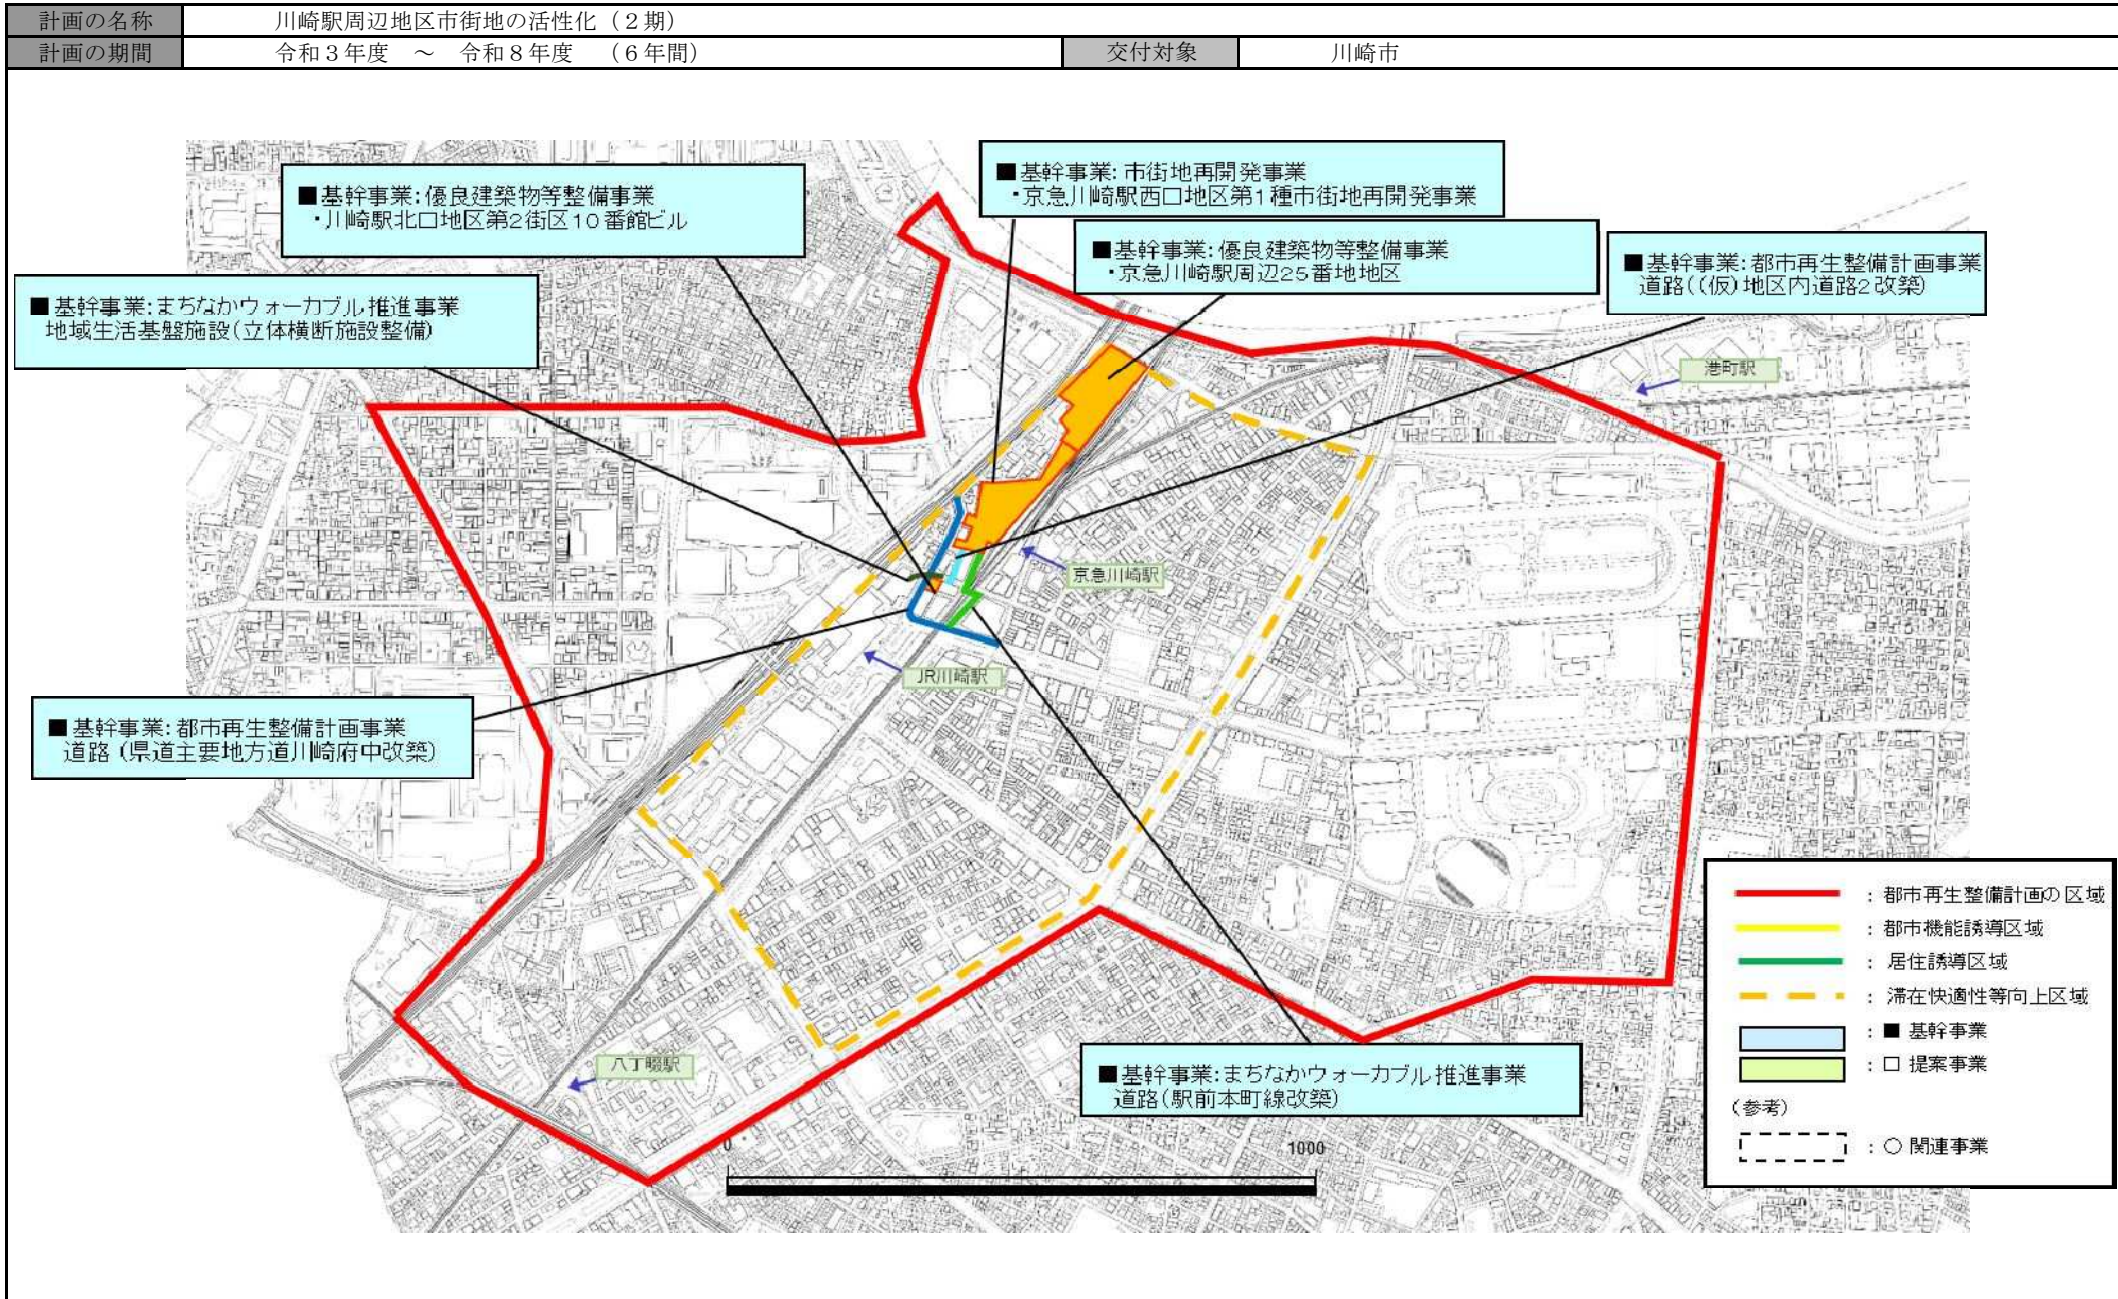 計画の名称 川崎駅周辺地区市街地の活性化（２期）
計画の期間 令和３年度 ～ 令和８年度 （６年間） 交付対象 川崎市
■基幹事業：優良建築物等整備事業
・川崎駅北口地区第2街区10番館ビル
■基幹事業：市街地再開発事業
・京急川崎駅西口地区第1種市街地再開発事業
■基幹事業：優良建築物等整備事業
・京急川崎駅周辺25番地地区
■基幹事業：都市再生整備計画事業
道路（（仮）地区内道路2改築）
■基幹事業：まちなかウォーカブル推進事業
地域生活基盤施設（立体横断施設整備）
港町駅
京急川崎駅
JR川崎駅
■基幹事業：都市再生整備計画事業
道路（県道主要地方道川崎府中改築）
八丁畷駅
■基幹事業：まちなかウォーカブル推進事業
道路（駅前本町線改築）
0 1000
：都市再生整備計画の区域
：都市機能誘導区域
：居住誘導区域
：滞在快適性等向上区域
：■ 基幹事業
：□ 提案事業
（参考）
：○ 関連事業